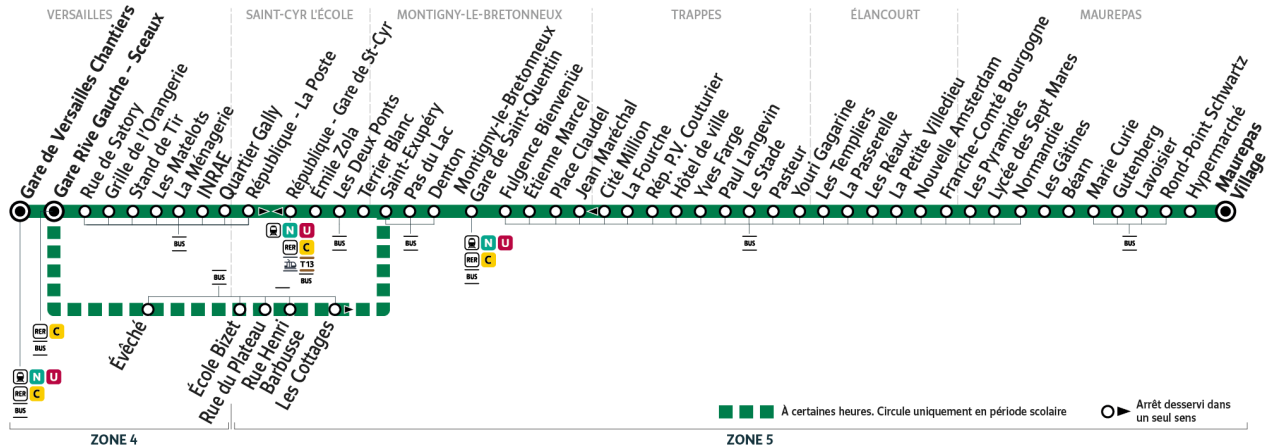 VERSAILLES
SAINT-CYR L'ÉCOLE
MONTIGNY-LE-BRETONNEUX
TRAPPES
ÉLANCOURT
MAUREPAS
Gare de Versailles Chantiers
Gare Rive Gauche - Sceaux
Rue de Satory
Grille de l'Orangerie
Stand de Tir
Les Matelots
La Ménagerie
INRAE
Quartier Gally
République - La Poste
République - Gare de St-Cyr
Émile Zola
Les Deux Ponts
Terrier Blanc
Saint-Exupéry
Pas du Lac
Denton
Montigny-le-Bretonneux
Gare de Saint-Quentin
Fulgence Bienvenüe
Étienne Marcel
Place Claudel
Jean Maréchal
Cité Million
La Fourche
Rép. P.V. Couturier
Hôtel de ville
Yves Farge
Paul Langevin
Le Stade
Pasteur
Youri Gagarine
Les Templiers
La Passerelle
Les Réaux
La Petite Villedieu
Nouvelle Amsterdam
Franche-Comté Bourgogne
Les Pyramides
Lycée des Sept Mares
Normandie
Les Gâtines
Béarn
Marie Curie
Gutenberg
Lavoisier
Rond-Point Schwartz
Hypermarché
Maurepas
Village
BUS
N U
RER C
T13
BUS
BUS
BUS
N U
RER C
BUS
BUS
BUS
BUS
Évêché
École Bizet
Rue du Plateau
Rue Henri
Barbusse
Les Cottages
RER C
BUS
N U
RER C
BUS
À certaines heures. Circule uniquement en période scolaire
Arrêt desservi dans
un seul sens
ZONE 4
ZONE 5